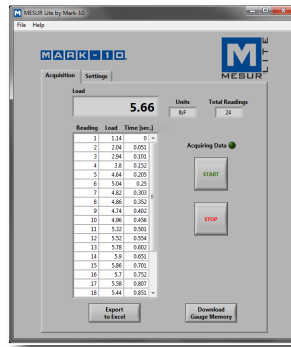 MESUR Lite by Mark-10
File Help
MARK-10
M
MESUR
LITE
Acquisition Settings
Load
5.66
Units Total Readings
lbF 24
Reading Load Time [sec.]
1 1.14 0
2 2.04 0.051
3 2.94 0.101
4 3.8 0.152
5 4.64 0.205
6 5.04 0.25
7 4.82 0.303
8 4.86 0.352
9 4.74 0.402
10 4.96 0.456
11 5.32 0.501
12 5.52 0.554
13 5.78 0.602
14 5.9 0.651
15 5.86 0.701
16 5.7 0.752
17 5.58 0.807
18 5.44 0.851
Acquiring Data
START
STOP
Export
to Excel
Download
Gauge Memory